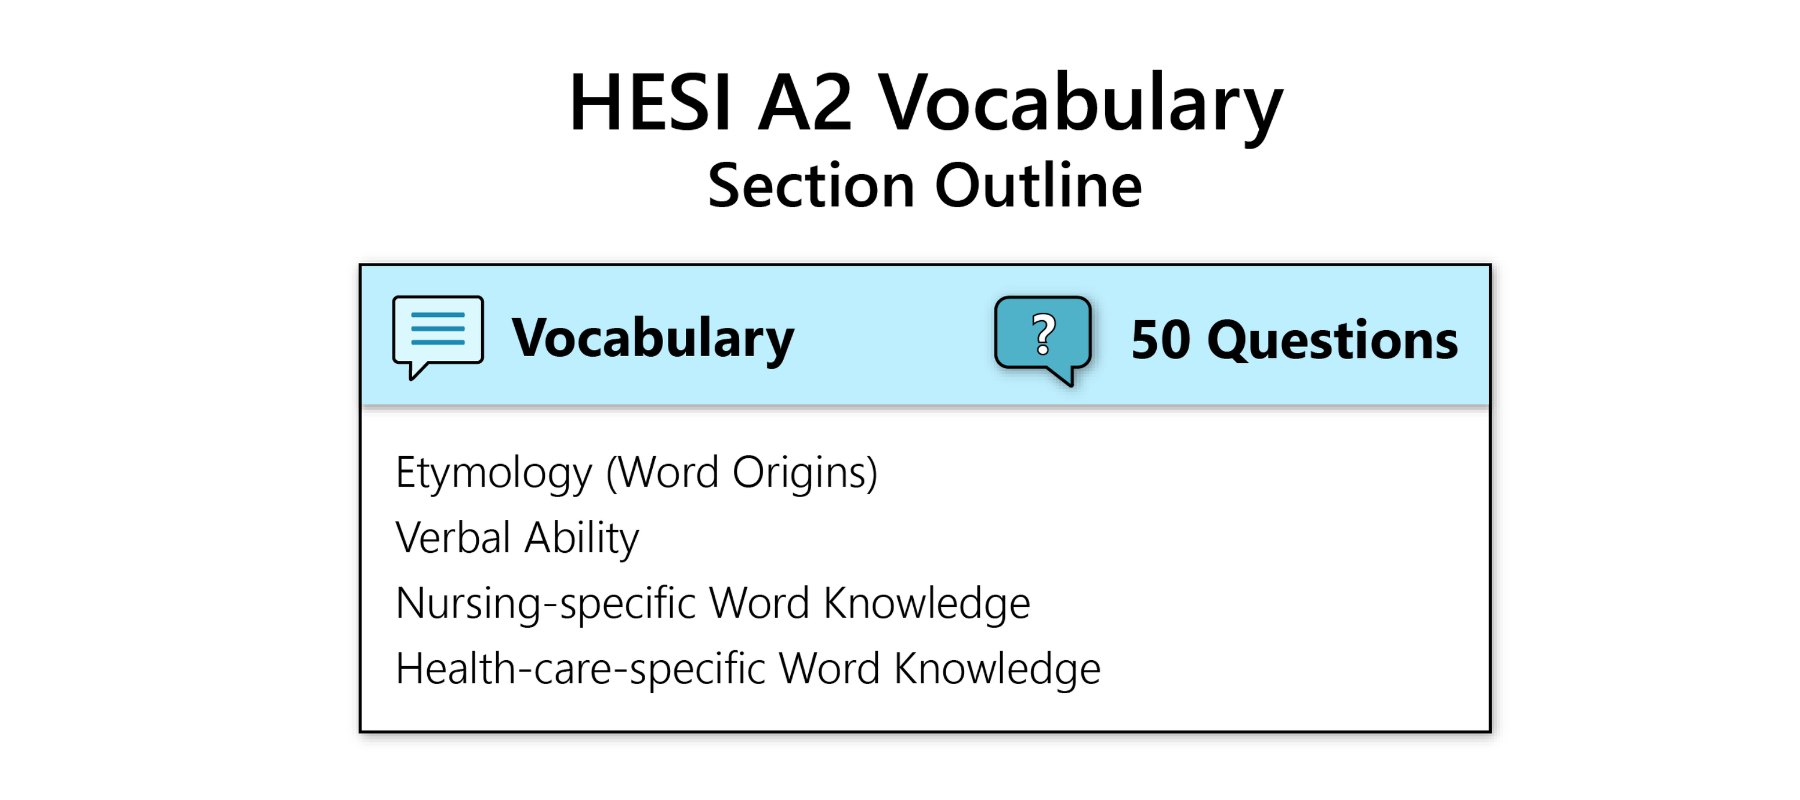 HESI A2 Vocabulary
Section Outline
Vocabulary
? 50 Questions
Etymology (Word Origins)
Verbal Ability
Nursing-specific Word Knowledge
Health-care-specific Word Knowledge